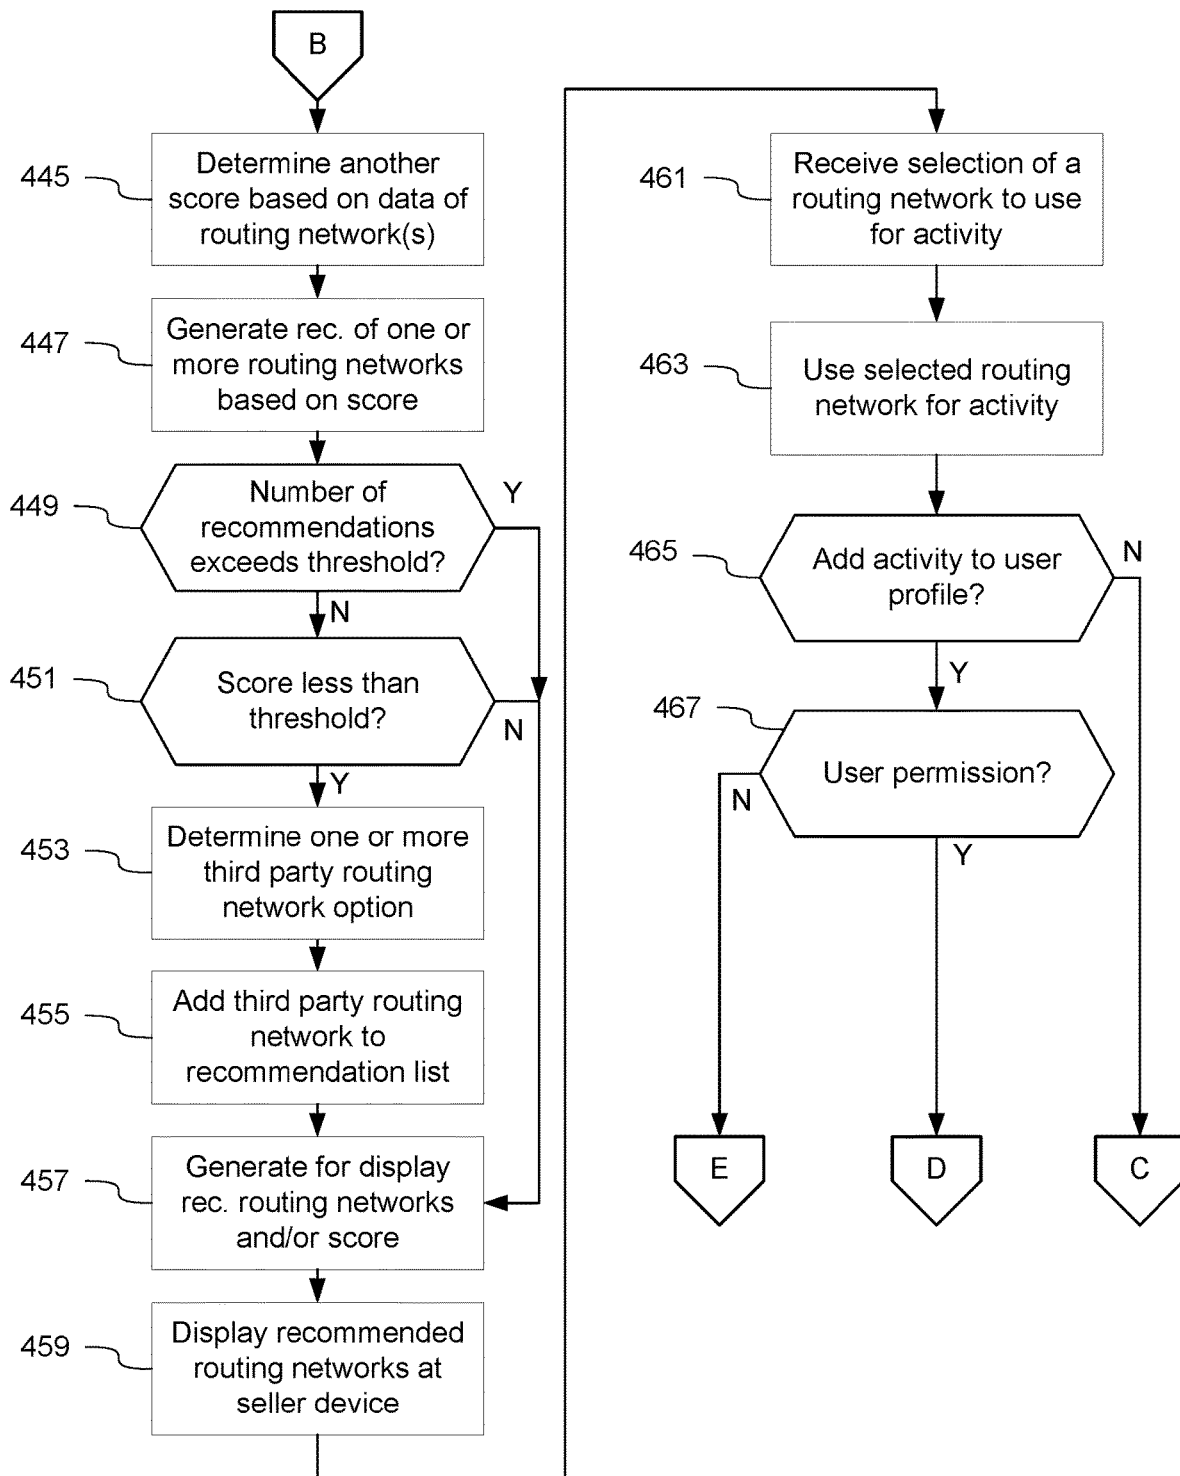 B
445
Determine another
score based on data of
routing network(s)
447
Generate rec. of one or
more routing networks
based on score
449
Number of
recommendations
exceeds threshold?
Y
N
451
Score less than
threshold?
N
Y
453
Determine one or more
third party routing
network option
455
Add third party routing
network to
recommendation list
457
Generate for display
rec. routing networks
and/or score
459
Display recommended
routing networks at
seller device
461
Receive selection of a
routing network to use
for activity
463
Use selected routing
network for activity
465
Add activity to user
profile?
N
Y
467
User permission?
N
Y
E
D
C